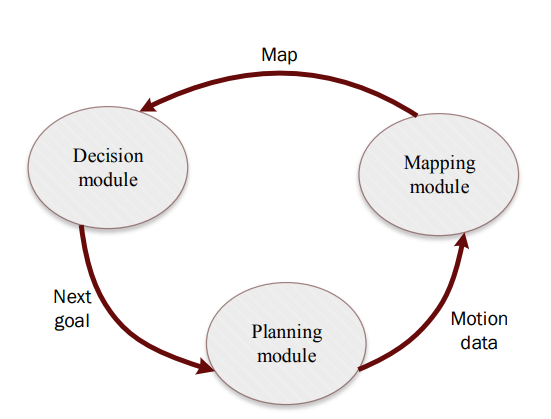 Map
Decision
module
Mapping
module
Next
goal
Planning
module
Motion
data